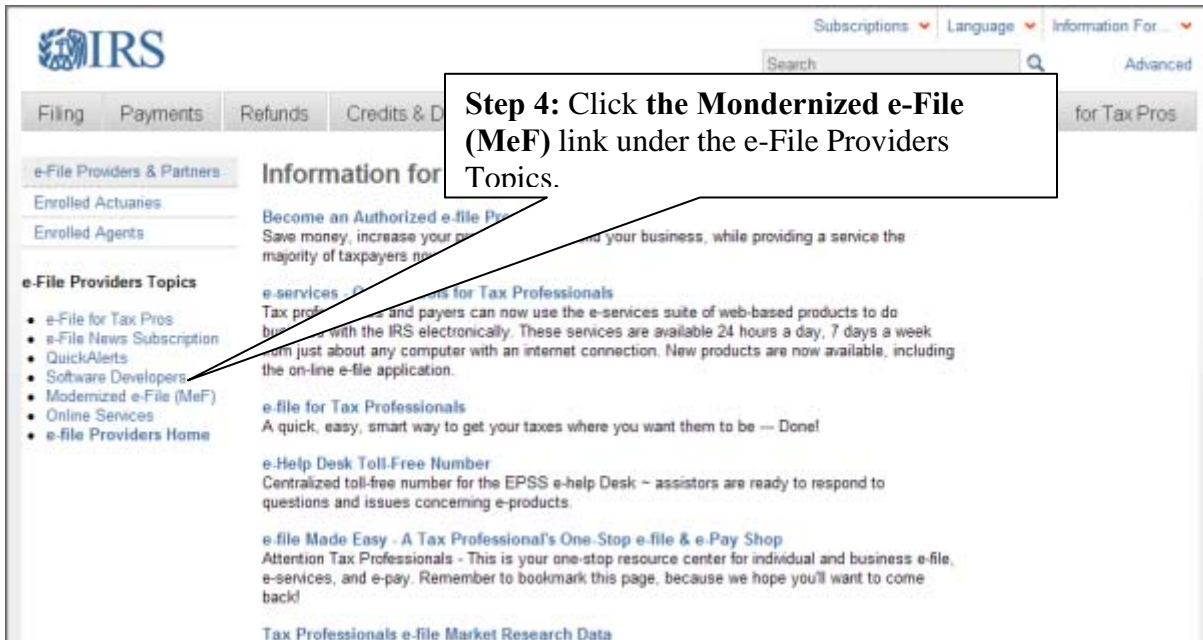 IRS
Subscriptions Language Information For...
Search Advanced
Filing Payments Refunds Credits & D for Tax Pros
Step 4: Click the Mondernized e-File
(MeF) link under the e-File Providers
Topics.
e-File Providers & Partners
Enrolled Actuaries
Enrolled Agents
e-File Providers Topics
• e-File for Tax Pros
• e-File News Subscription
• QuickAlerts
• Software Developers
• Modernized e-File (MeF)
• Online Services
• e-file Providers Home
Information for
Become an Authorized e-file Pro
Save money, increase your your business, while providing a service the
majority of taxpayers
e-services - for Tax Professionals
Tax and payers can now use the e-services suite of web-based products to do
with the IRS electronically. These services are available 24 hours a day, 7 days a week
from just about any computer with an internet connection. New products are now available, including
the on-line e-file application.
e-file for Tax Professionals
A quick, easy, smart way to get your taxes where you want them to be --- Done!
e-Help Desk Toll-Free Number
Centralized toll-free number for the EPSS e-help Desk ~ assistors are ready to respond to
questions and issues concerning e-products.
e-file Made Easy - A Tax Professional's One-Stop e-file & e-Pay Shop
Attention Tax Professionals - This is your one-stop resource center for individual and business e-file,
e-services, and e-pay. Remember to bookmark this page, because we hope you'll want to come
back!
Tax Professionals e-file Market Research Data